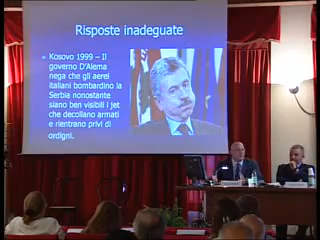 Risposte inadeguate
Kosovo 1999 – Il
governo D'Alema
nega che gli aerei
italiani bombardino la
Serbia nonostante
siano ben visibili i jet
che decollano armati
e rientrano privi di
ordigni.